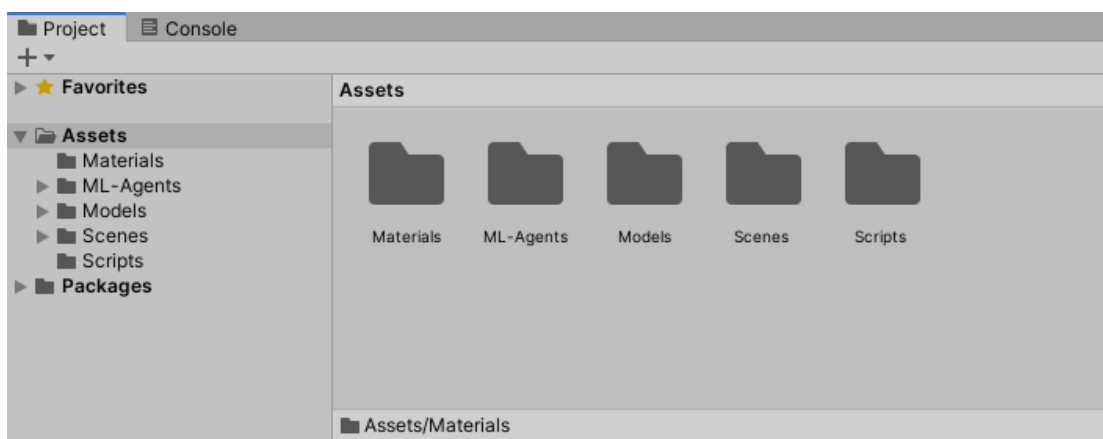 Project Console
Favorites
Assets
Materials
ML-Agents
Models
Scenes
Scripts
Packages
Assets
Materials ML-Agents Models Scenes Scripts
Assets/Materials